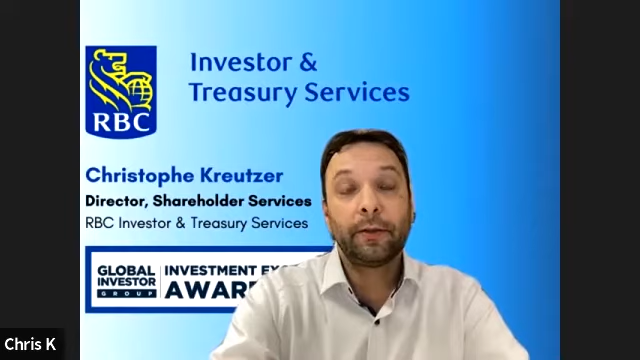 Investor &
Treasury Services
RBC
Christophe Kreutzer
Director, Shareholder Services
RBC Investor & Treasury Services
GLOBAL
INVESTOR
GROUP
INVESTMENT EXC
AWAR
Chris K